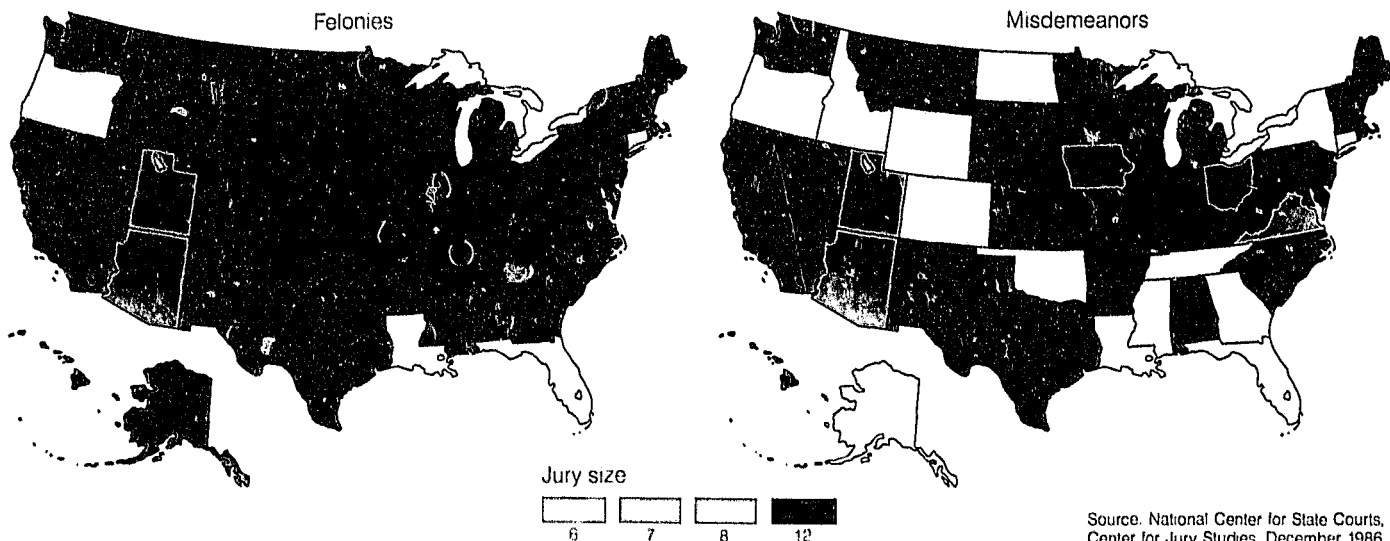 Felonies
Misdemeanors
Jury size
6 7 8 12
Source. National Center for State Courts,
Center for Jury Studies, December 1986